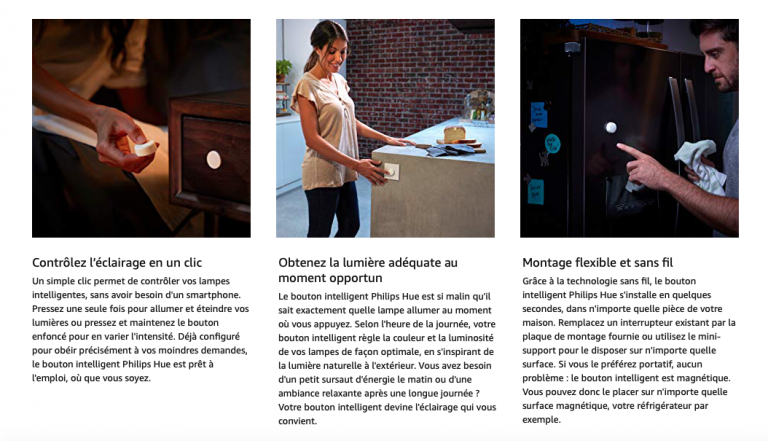 Contrôlez l'éclairage en un clic
Un simple clic permet de contrôler vos lampes
intelligentes, sans avoir besoin d'un smartphone.
Pressez une seule fois pour allumer et éteindre vos
lumières ou pressez et maintenez le bouton
enfoncé pour en varier l'intensité. Déjà configuré
pour obéir précisément à vos moindres demandes,
le bouton intelligent Philips Hue est prêt à
l'emploi, où que vous soyez.
Obtenez la lumière adéquate au
moment opportun
Le bouton intelligent Philips Hue est si malin qu'il
sait exactement quelle lampe allumer au moment
où vous appuyez. Selon l'heure de la journée, votre
bouton intelligent règle la couleur et la luminosité
de vos lampes de façon optimale, en s'inspirant de
la lumière naturelle à l'extérieur. Vous avez besoin
d'un petit sursaut d'énergie le matin ou d'une
ambiance relaxante après une longue journée ?
Votre bouton intelligent devine l'éclairage qui vous
convient.
Montage flexible et sans fil
Grâce à la technologie sans fil, le bouton
intelligent Philips Hue s'installe en quelques
secondes, dans n'importe quelle pièce de votre
maison. Remplacez un interrupteur existant par la
plaque de montage fournie ou utilisez le mini-
support pour le disposer sur n'importe quelle
surface. Si vous le préférez portatif, aucun
problème : le bouton intelligent est magnétique.
Vous pouvez donc le placer sur n'importe quelle
surface magnétique, votre réfrigérateur par
exemple.